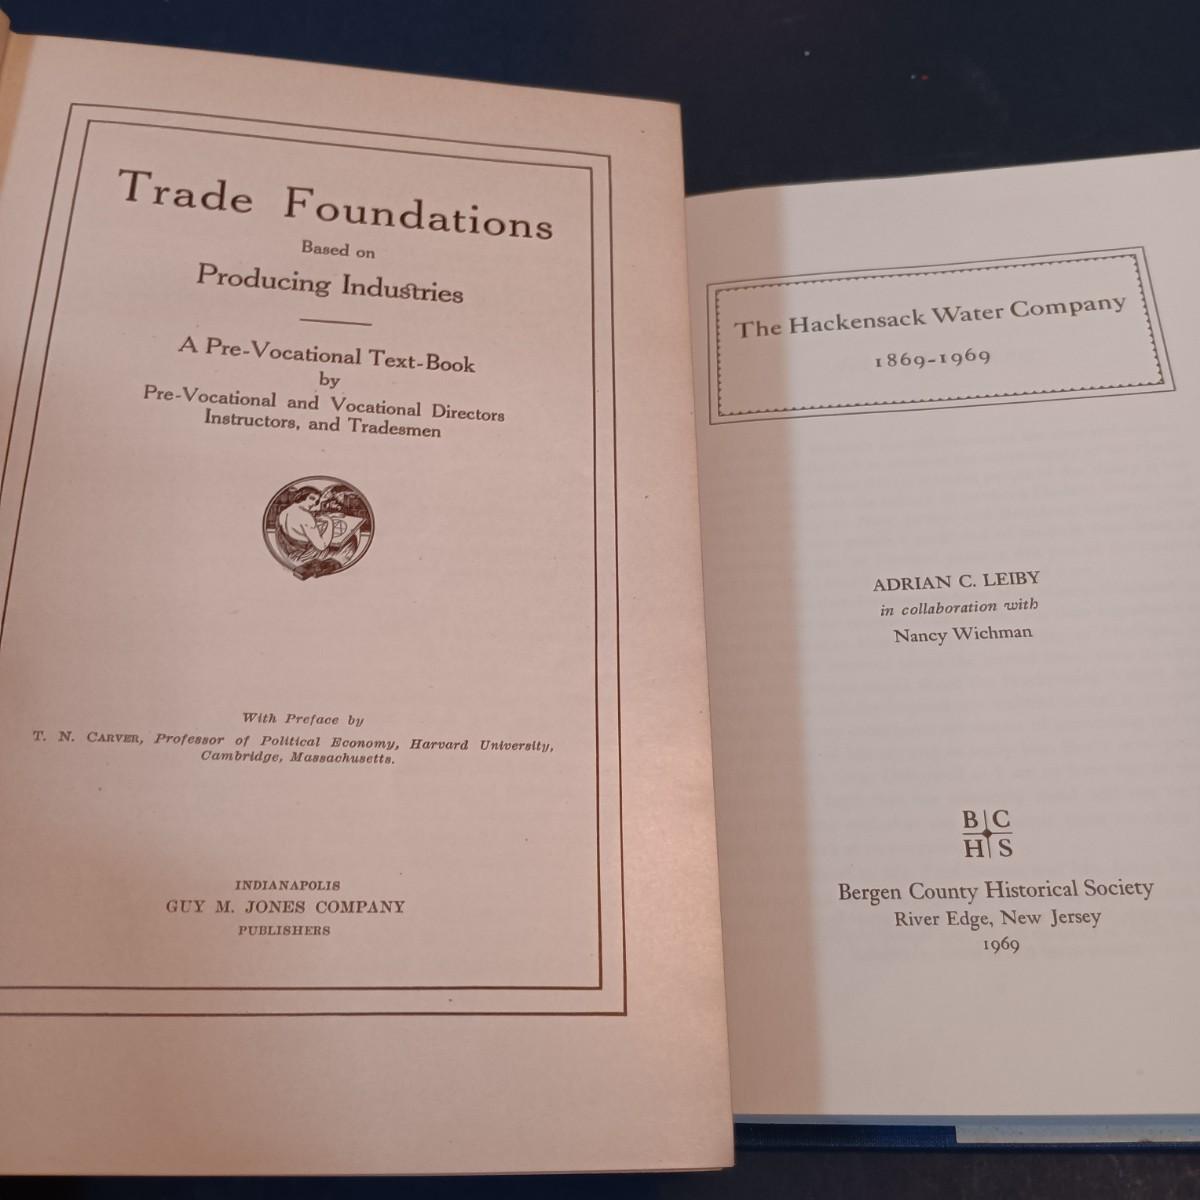 Trade Foundations
Based on
Producing Industries
A Pre-Vocational Text-Book
by
Pre-Vocational and Vocational Directors
Instructors, and Tradesmen
With Preface by
T. N. CARVER, Professor of Political Economy, Harvard University,
Cambridge, Massachusetts.
INDIANAPOLIS
GUY M. JONES COMPANY
PUBLISHERS
The Hackensack Water Company
1869-1969
ADRIAN C. LEIBY
in collaboration with
Nancy Wichman
B C
H S
Bergen County Historical Society
River Edge, New Jersey
1969